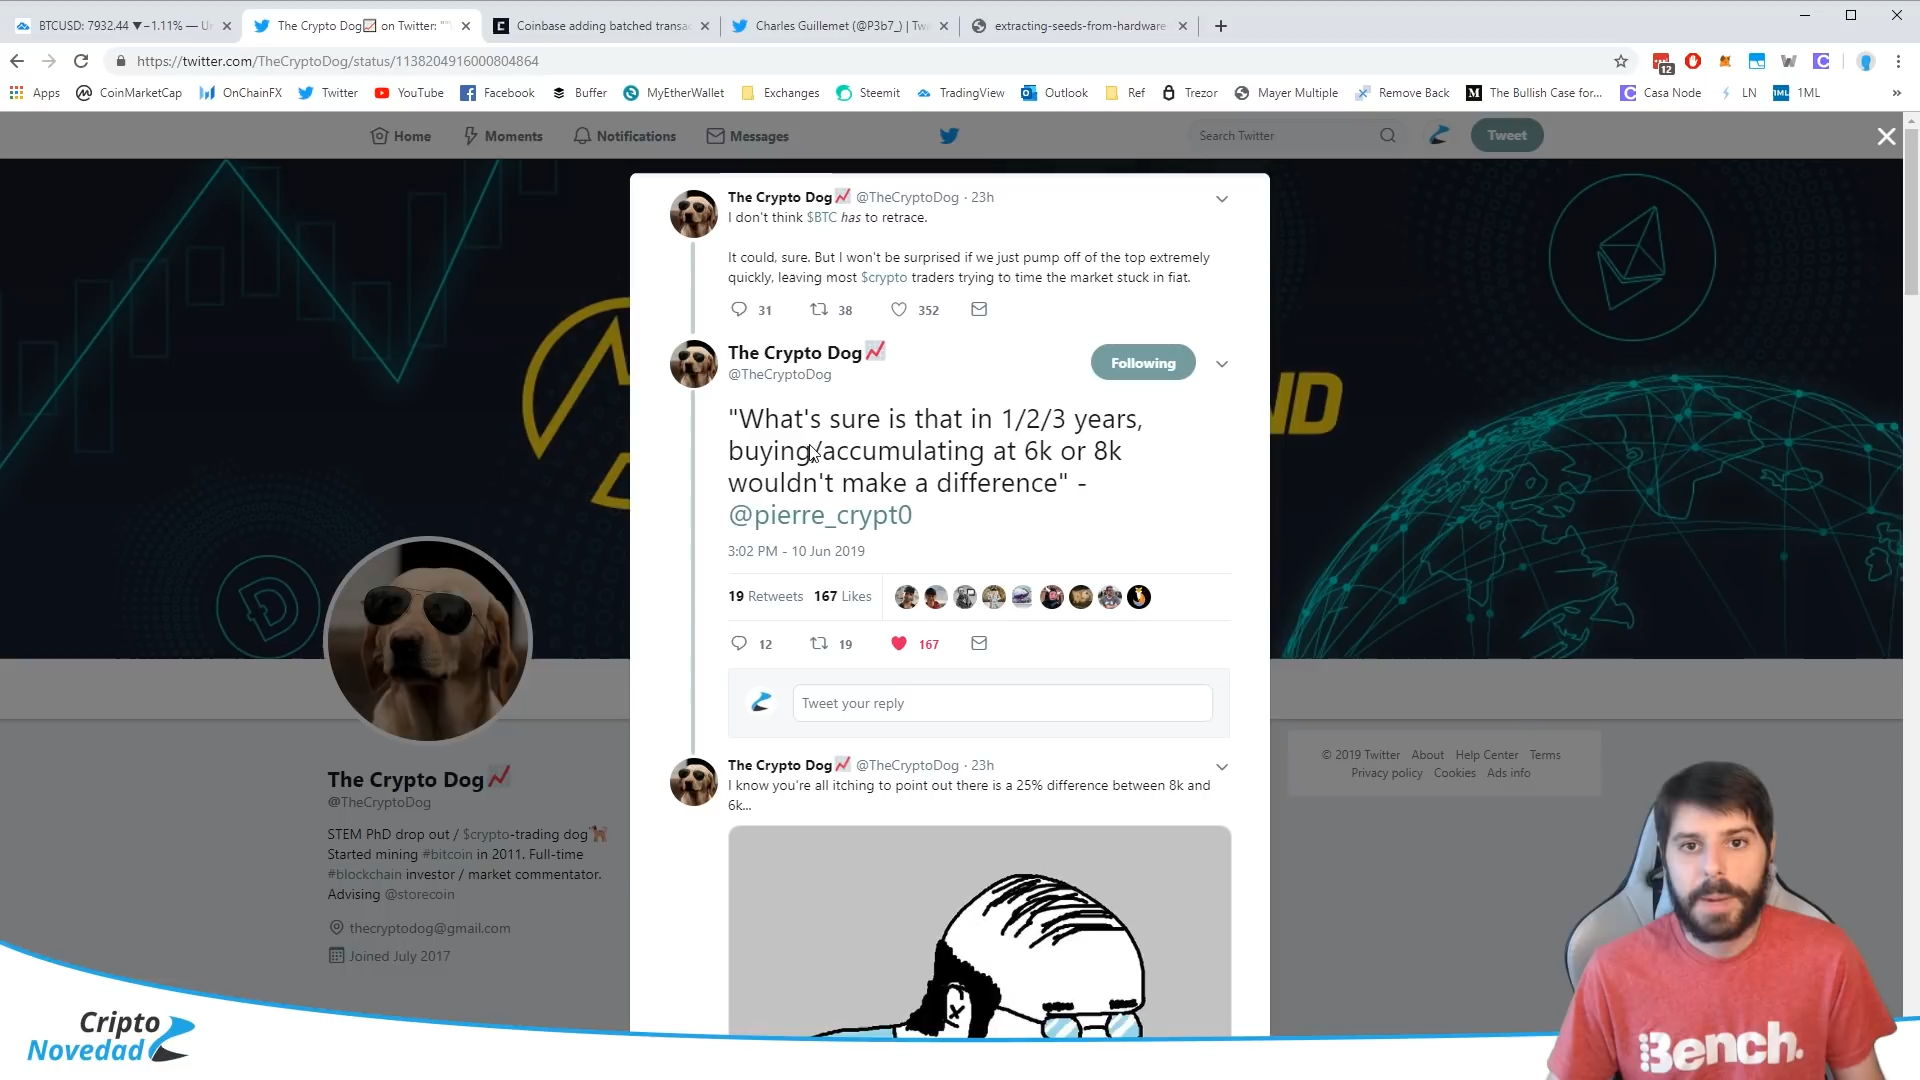 BTCUSD: 7932.44 ▼−1.11% — Un
The Crypto Dog📈 on Twitter: "'
Coinbase adding batched transac
Charles Guillemet (@P3b7_) | Twi
extracting-seeds-from-hardware
https://twitter.com/TheCryptoDog/status/1138204916000804864
12
Apps
CoinMarketCap
OnChainFX
Twitter
YouTube
Facebook
Buffer
MyEtherWallet
Exchanges
Steemit
TradingView
Outlook
Ref
Trezor
Mayer Multiple
Remove Back
The Bullish Case for...
Casa Node
LN
1ML
1ML
Home
Moments
Notifications
Messages
Search Twitter
Tweet
The Crypto Dog📈 @TheCryptoDog · 23h
I don't think $BTC has to retrace.
It could, sure. But I won't be surprised if we just pump off of the top extremely
quickly, leaving most $crypto traders trying to time the market stuck in fiat.
31
38
352
The Crypto Dog📈
@TheCryptoDog
Following
"What's sure is that in 1/2/3 years,
buying/accumulating at 6k or 8k
wouldn't make a difference" -
@pierre_crypt0
3:02 PM - 10 Jun 2019
19 Retweets 167 Likes
12
19
167
Tweet your reply
The Crypto Dog📈 @TheCryptoDog · 23h
I know you're all itching to point out there is a 25% difference between 8k and
6k...
The Crypto Dog📈
@TheCryptoDog
STEM PhD drop out / $crypto-trading dog🐕
Started mining #bitcoin in 2011. Full-time
#blockchain investor / market commentator.
Advising @storecoin
thecryptodog@gmail.com
Joined July 2017
© 2019 Twitter About Help Center Terms
Privacy policy Cookies Ads info
Cripto
Novedad
Bench.